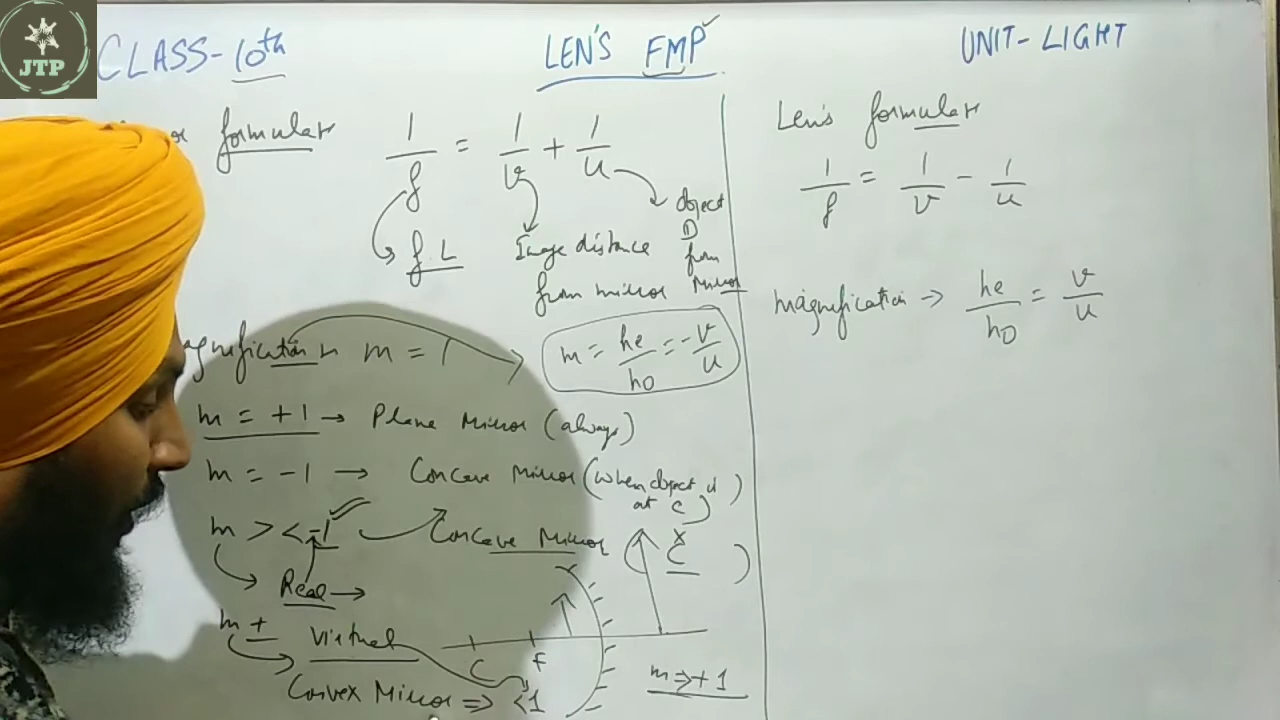 JTP
CLASS-10th
LEN'S FMP
UNIT-LIGHT
formular
1/f = 1/v + 1/u
f.L
Image distance
from mirror
object
D
from
Mirror
agnification m = 1
m = he/ho = -v/u
m = +1 → Plane Mirror (always)
m = -1 → Concave Mirror (when object is
at C)
m > < -1 Concave Mirror ( C )
Real →
m + Virtual
C F
Convex Mirror ⇒ <1
m ⇒ +1
Len's formular
1/f = 1/v - 1/u
Magnification → he/ho = v/u